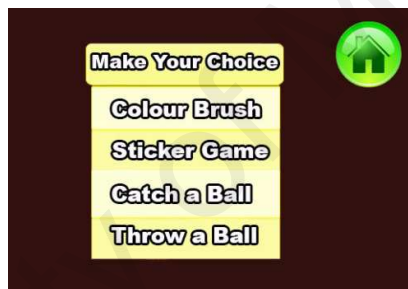 Make Your Choice
Colour Brush
Sticker Game
Catch a Ball
Throw a Ball